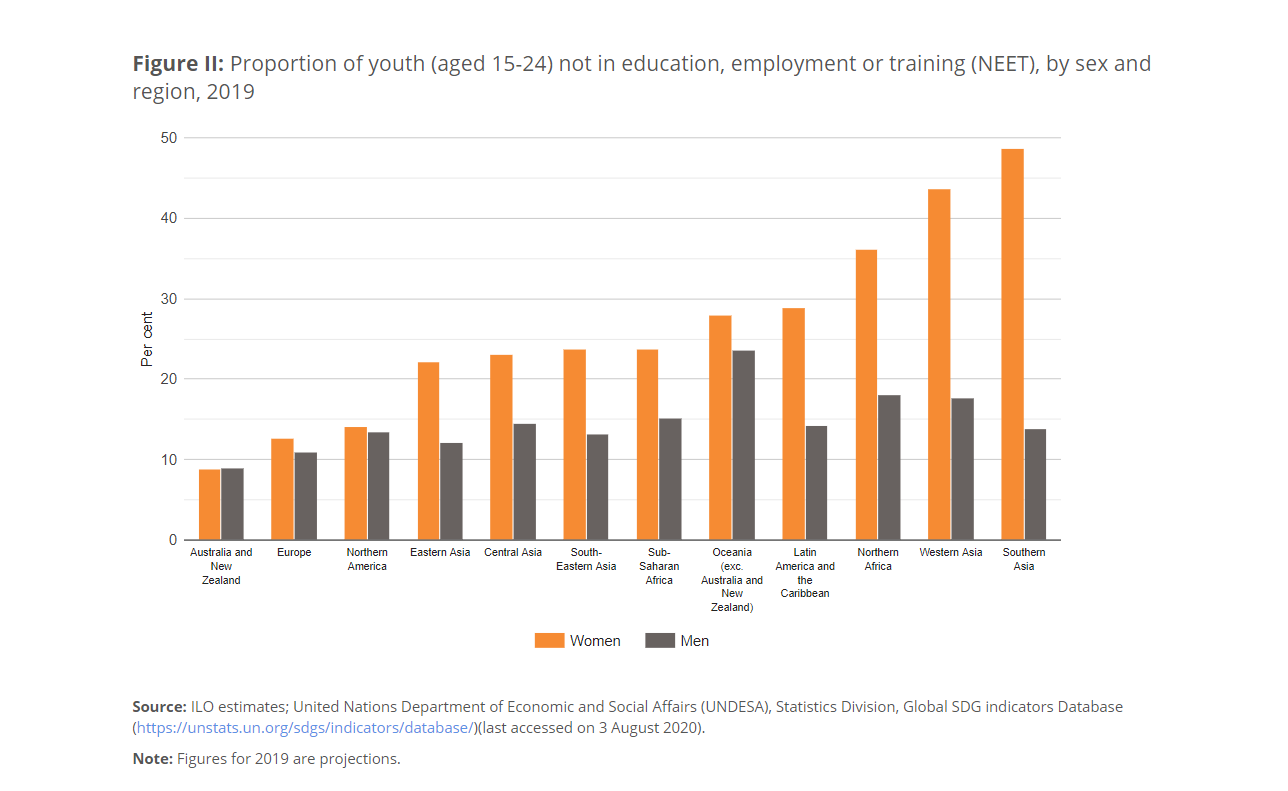 Figure II: Proportion of youth (aged 15-24) not in education, employment or training (NEET), by sex and
region, 2019
50
40
30
20
10
0
Per cent
Australia and
New
Zealand
Europe
Northern
America
Eastern Asia
Central Asia
South-
Eastern Asia
Sub-
Saharan
Africa
Oceania
(exc.
Australia and
New
Zealand)
Latin
America and
the
Caribbean
Northern
Africa
Western Asia
Southern
Asia
Women
Men
Source: ILO estimates; United Nations Department of Economic and Social Affairs (UNDESA), Statistics Division, Global SDG indicators Database
(https://unstats.un.org/sdgs/indicators/database/)(last accessed on 3 August 2020).
Note: Figures for 2019 are projections.